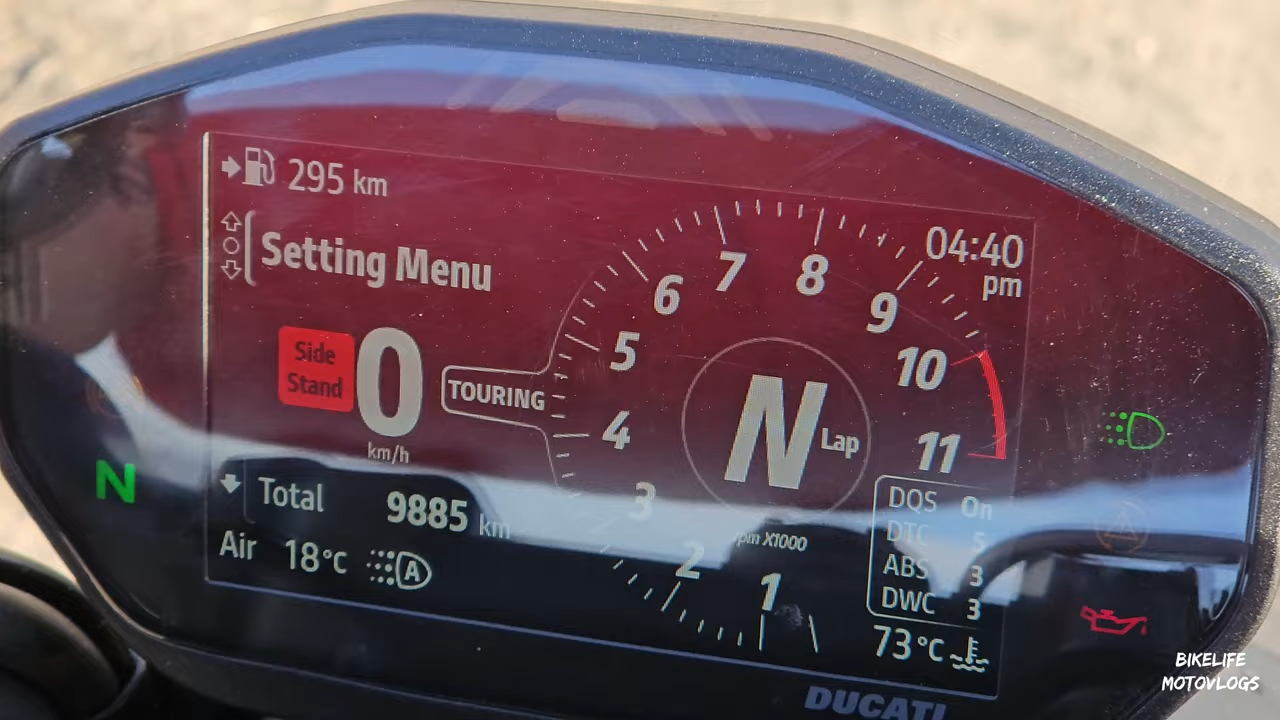 295 km
Setting Menu
04:40
pm
Side
Stand
0
km/h
TOURING
N
Lap
1
2
3
4
5
6
7
8
9
10
11
rpm X1000
N
Total 9885 km
Air 18°C
A
DQS On
DTC 5
ABS 3
DWC 3
73°C
DUCATI
BIKELIFE
MOTOVLOGS